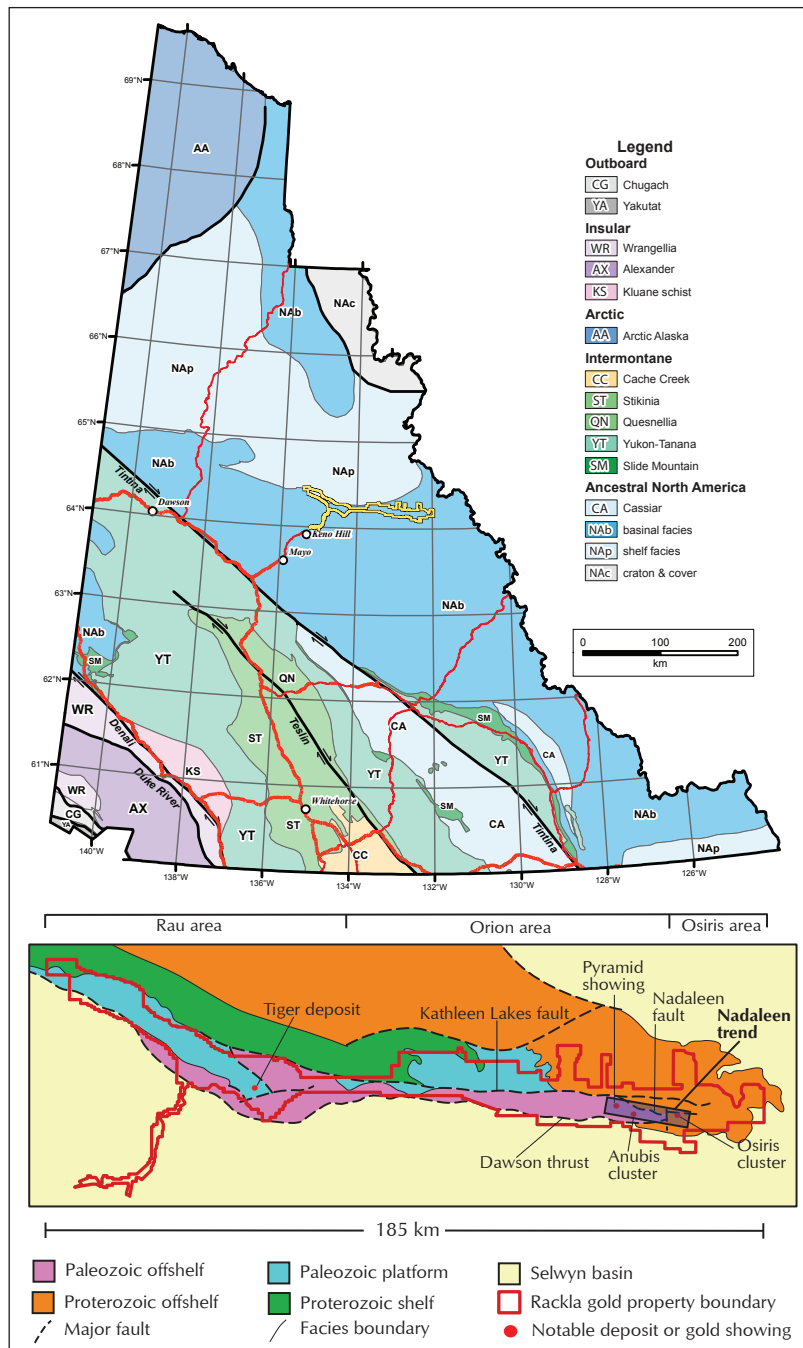 69°N
68°N
67°N
66°N
65°N
64°N
63°N
62°N
61°N
140°W
138°W
136°W
134°W
132°W
130°W
128°W
126°W
AA
NAb
NAc
NAp
NAb
NAp
Tintina
Dawson
Keno Hill
Mayo
NAb
NAb
SM
YT
QN
WR
Denali
ST
Teslin
CA
SM
CA
YT
YT
Duke River
KS
WR
AX
CG
YA
Whitehorse
SM
Tintina
NAb
YT
ST
CC
CA
NAp
Legend
Outboard
CG Chugach
YA Yakutat
Insular
WR Wrangellia
AX Alexander
KS Kluane schist
Arctic
AA Arctic Alaska
Intermontane
CC Cache Creek
ST Stikinia
QN Quesnellia
YT Yukon-Tanana
SM Slide Mountain
Ancestral North America
CA Cassiar
NAb basinal facies
NAp shelf facies
NAc craton & cover
0 100 200
km
Rau area
Orion area
Osiris area
Tiger deposit
Kathleen Lakes fault
Pyramid
showing
Nadaleen
fault
Nadaleen
trend
Dawson thrust
Anubis
cluster
Osiris
cluster
185 km
Paleozoic offshelf
Paleozoic platform
Selwyn basin
Proterozoic offshelf
Proterozoic shelf
Rackla gold property boundary
Major fault
Facies boundary
Notable deposit or gold showing